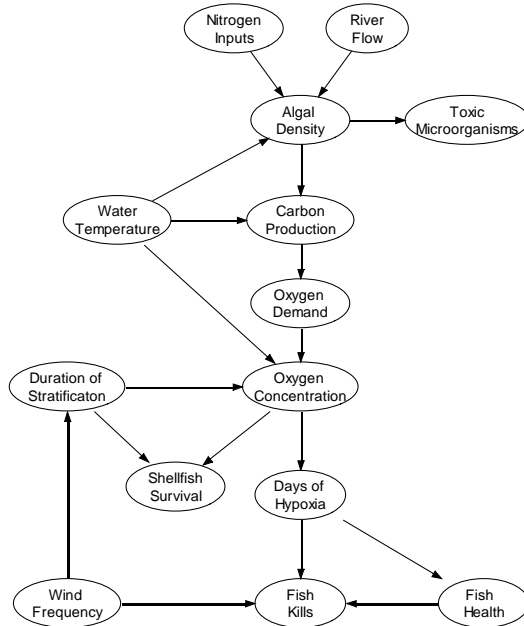 Nitrogen
Inputs
River
Flow
Algal
Density
Toxic
Microorganisms
Water
Temperature
Carbon
Production
Oxygen
Demand
Duration of
Stratificaton
Oxygen
Concentration
Shellfish
Survival
Days of
Hypoxia
Wind
Frequency
Fish
Kills
Fish
Health